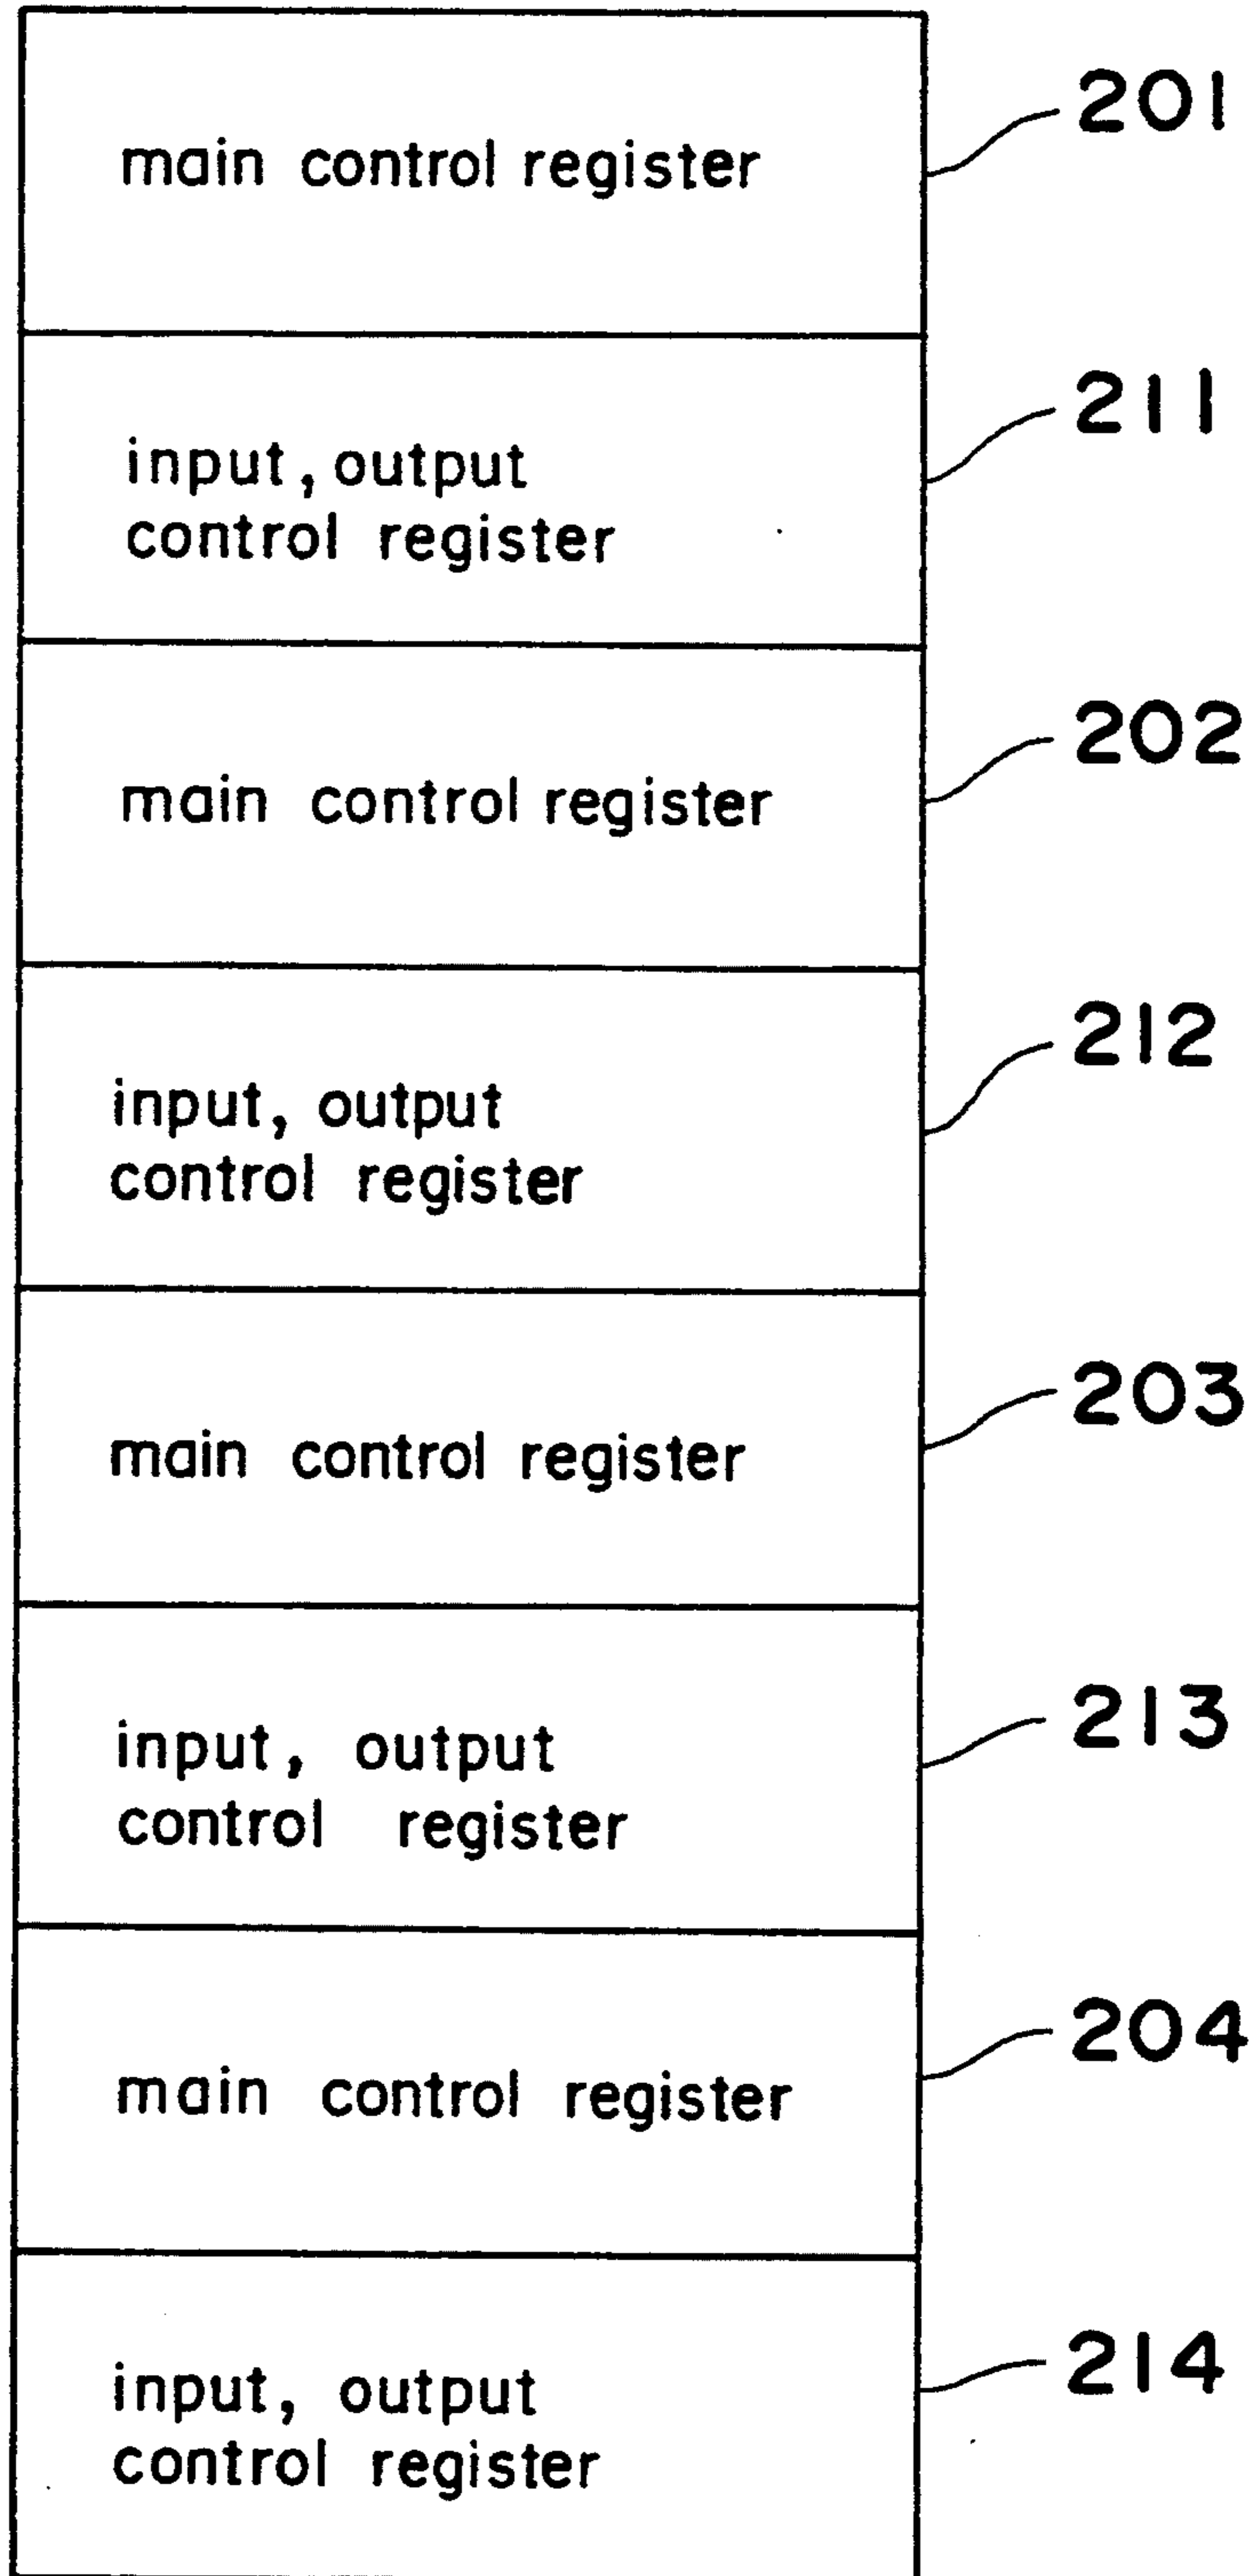 main control register
201
input, output
control register
211
main control register
202
input, output
control register
212
main control register
203
input, output
control register
213
main control register
204
input, output
control register
214